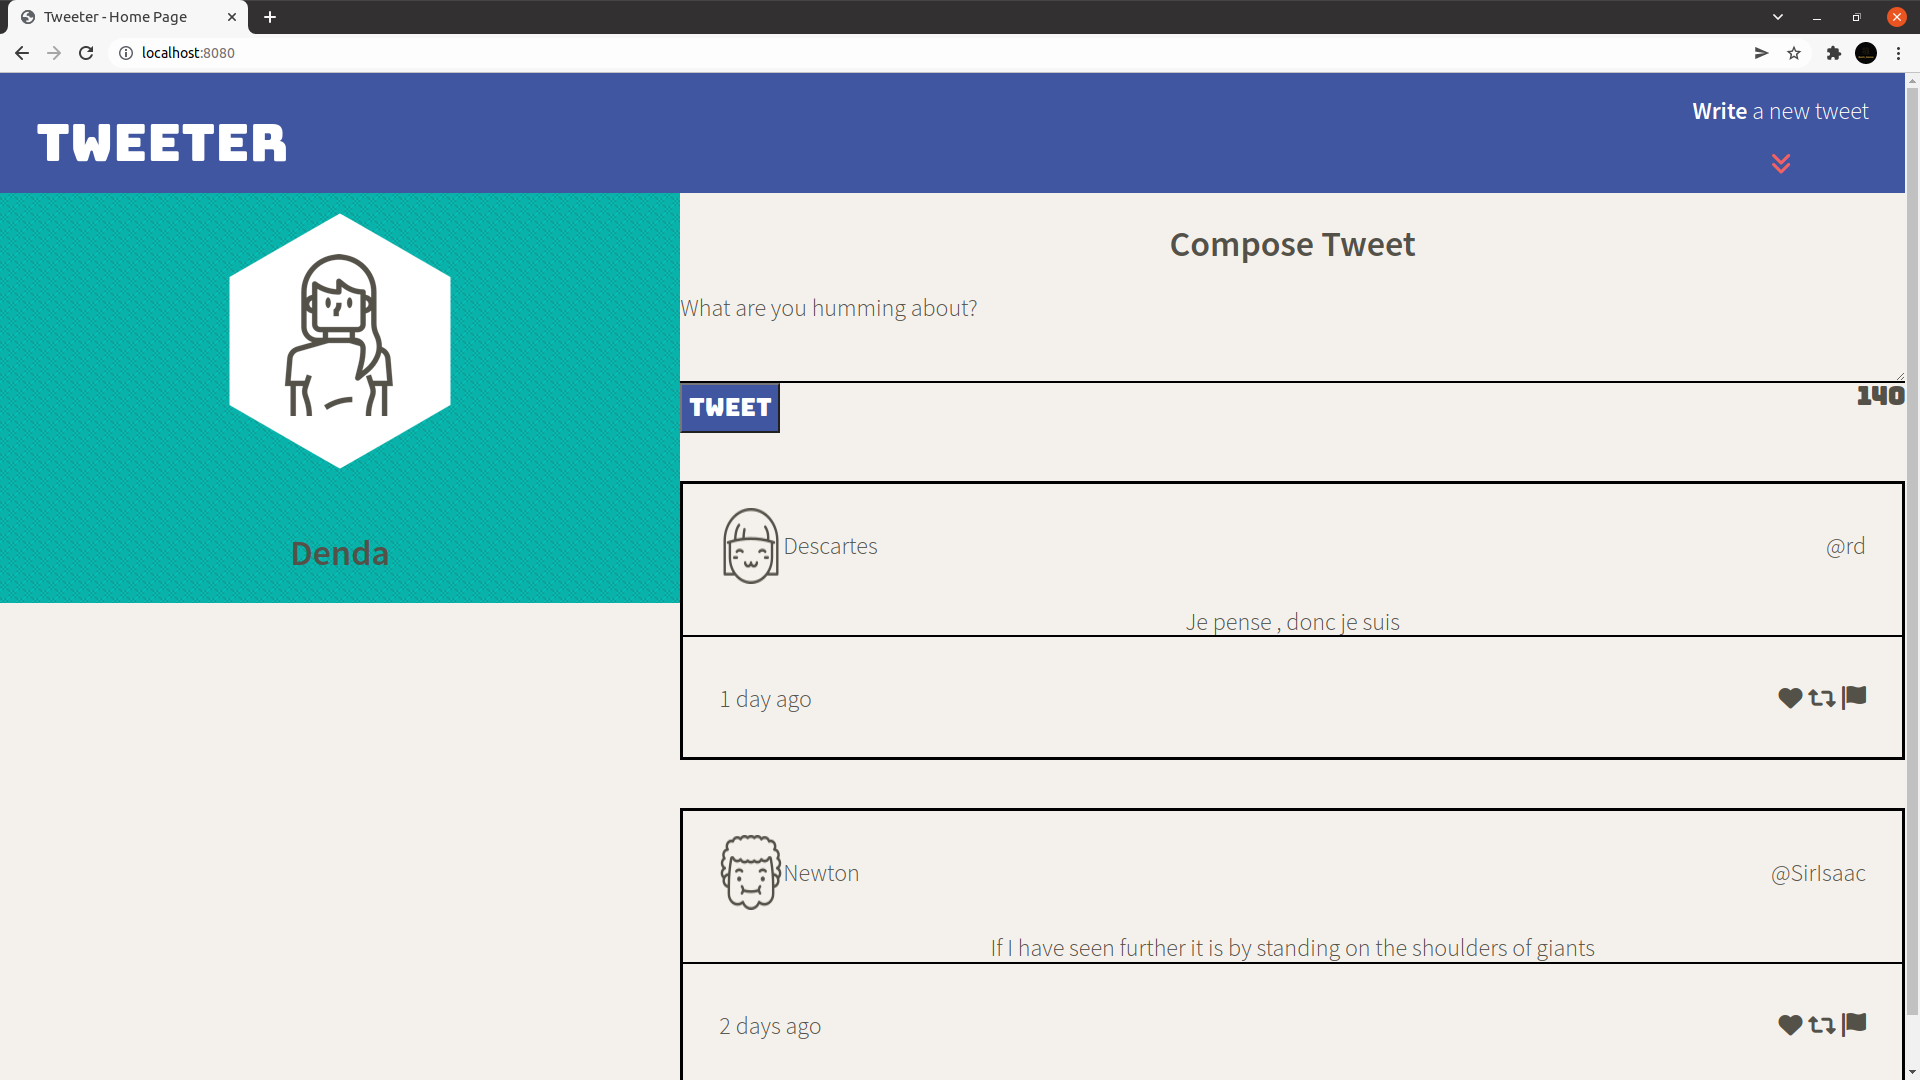 Tweeter - Home Page
localhost:8080
Write a new tweet
TWEETER
Compose Tweet
What are you humming about?
TWEET
140
Denda
Descartes
@rd
Je pense , donc je suis
1 day ago
Newton
@SirIsaac
If I have seen further it is by standing on the shoulders of giants
2 days ago